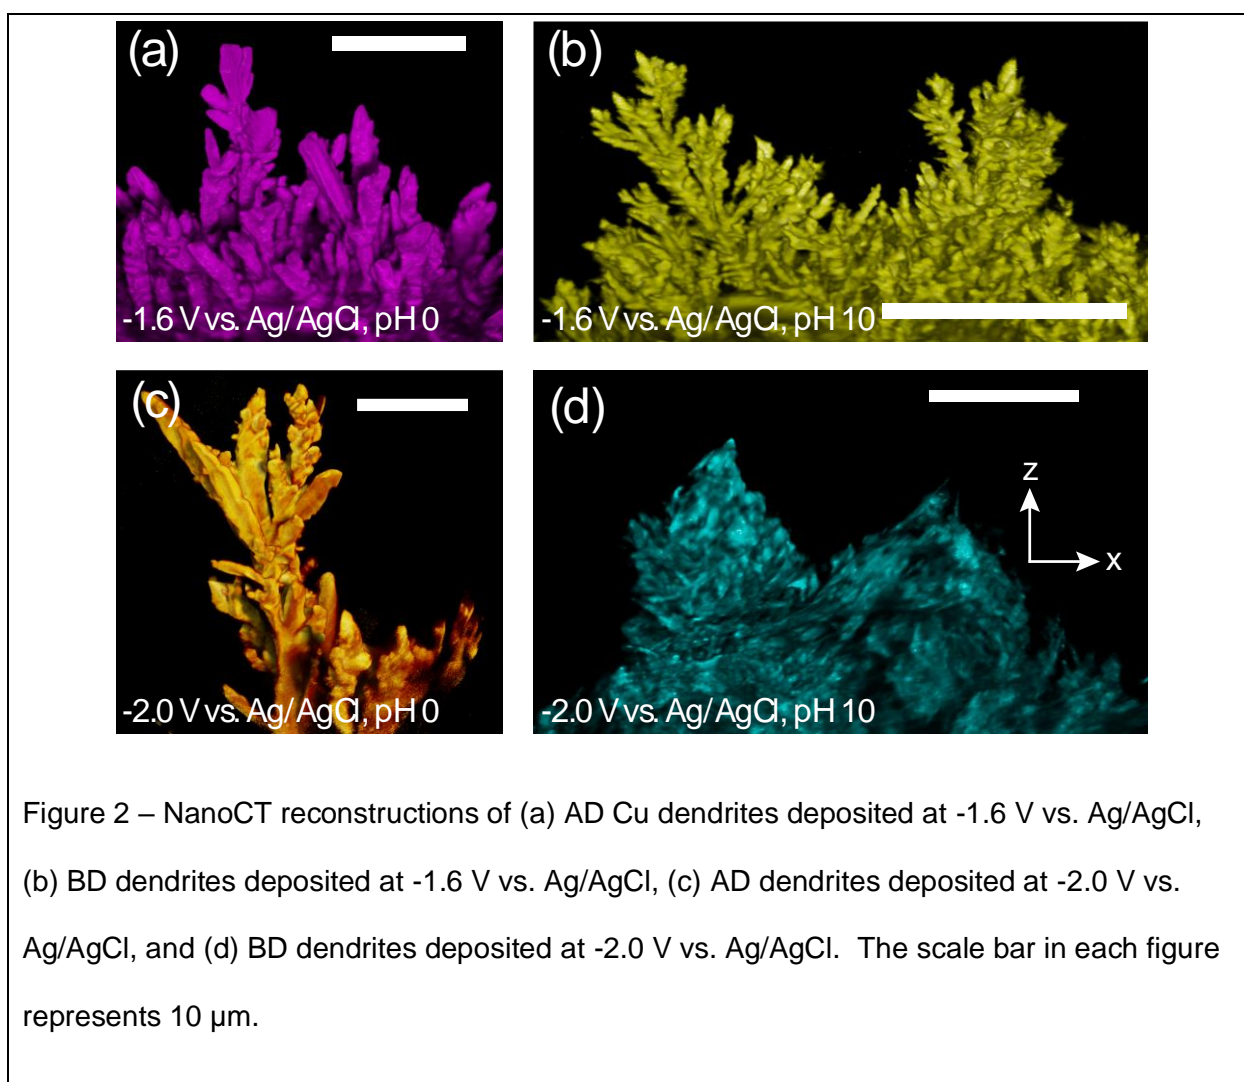 (a)
-1.6 V vs. Ag/AgCl, pH 0
(b)
-1.6 V vs. Ag/AgCl, pH 10
(c)
-2.0 V vs. Ag/AgCl, pH 0
(d)
z
x
-2.0 V vs. Ag/AgCl, pH 10
Figure 2 – NanoCT reconstructions of (a) AD Cu dendrites deposited at -1.6 V vs. Ag/AgCl,
(b) BD dendrites deposited at -1.6 V vs. Ag/AgCl, (c) AD dendrites deposited at -2.0 V vs.
Ag/AgCl, and (d) BD dendrites deposited at -2.0 V vs. Ag/AgCl.  The scale bar in each figure
represents 10 µm.